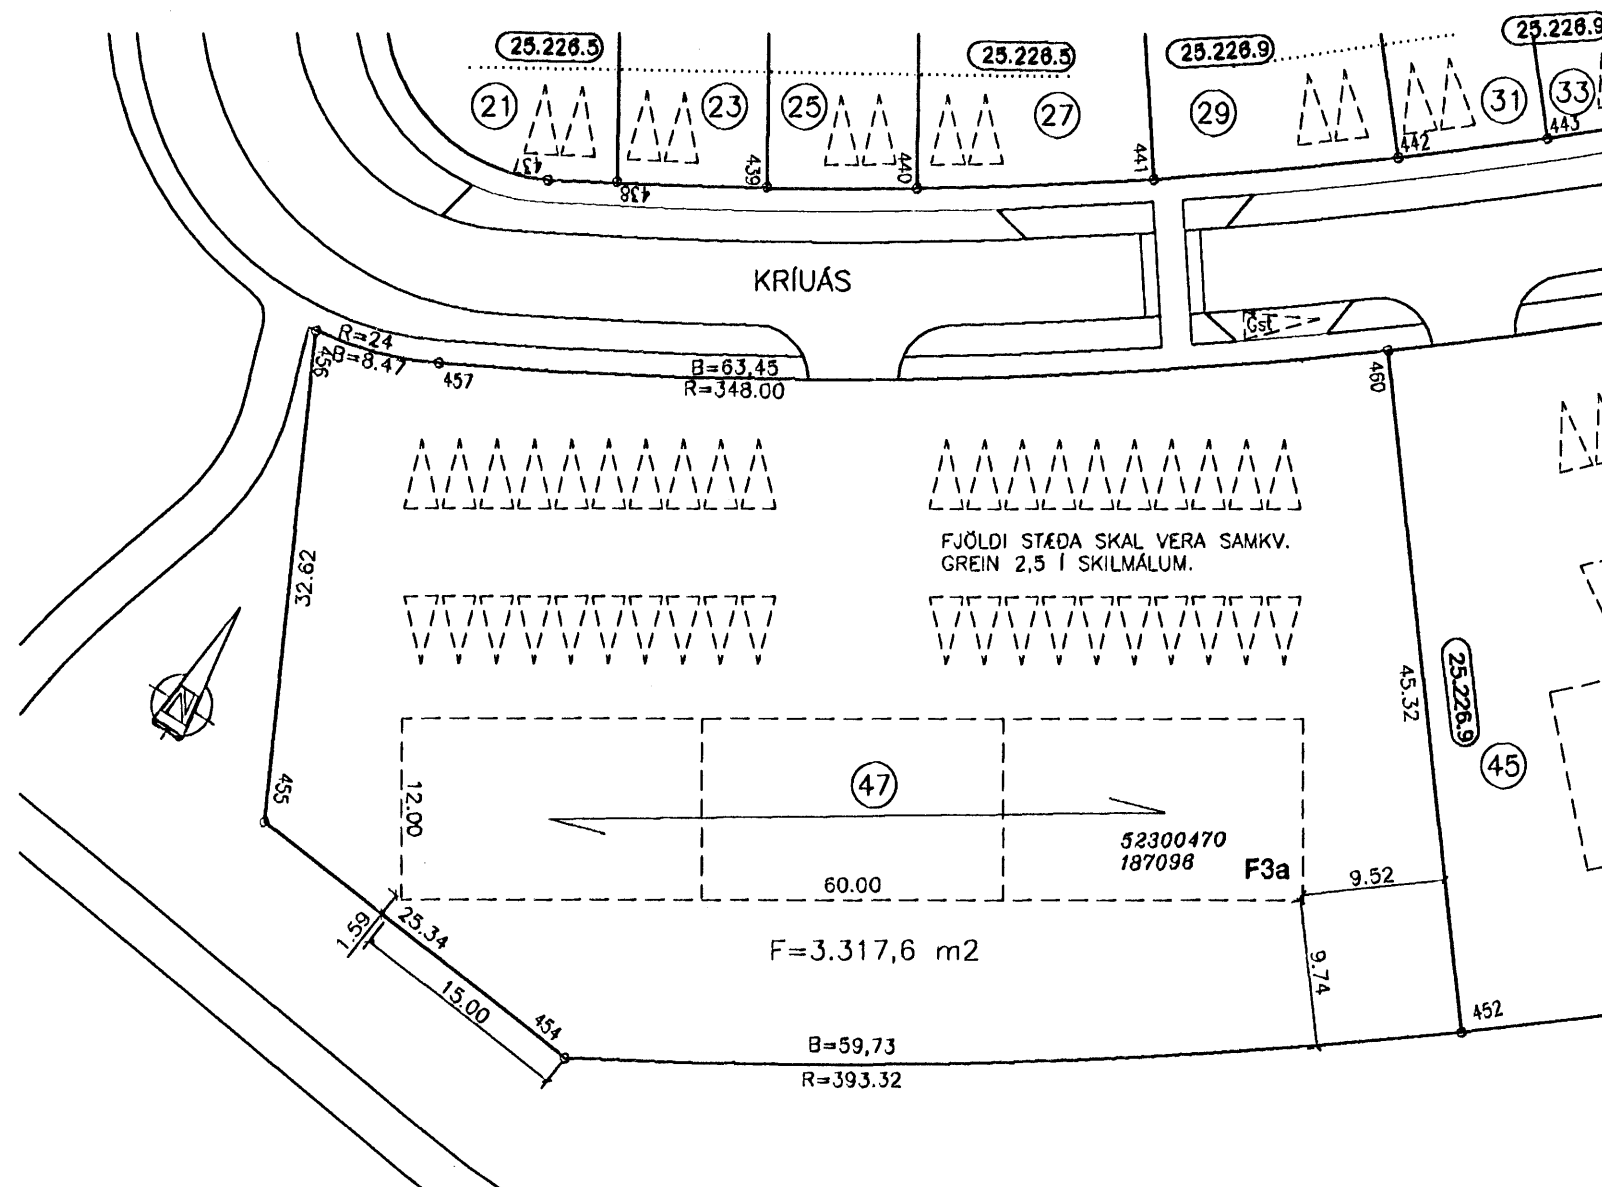 25.226.5
25.226.5
25.226.9
25.226.9
21
23
25
27
29
31
33
437
438
439
440
441
442
443
KRÍUÁS
Gst
R=24
B=8.47
456
457
B=63,45
R=348.00
460
FJÖLDI STÆÐA SKAL VERA SAMKV.
GREIN 2,5 Í SKILMÁLUM.
32.62
45.32
25.226.9
45
N
455
12.00
47
52300470
187096
F3a
60.00
9.52
1.59
25.34
15.00
F=3.317,6 m2
9.74
454
452
B=59,73
R=393.32